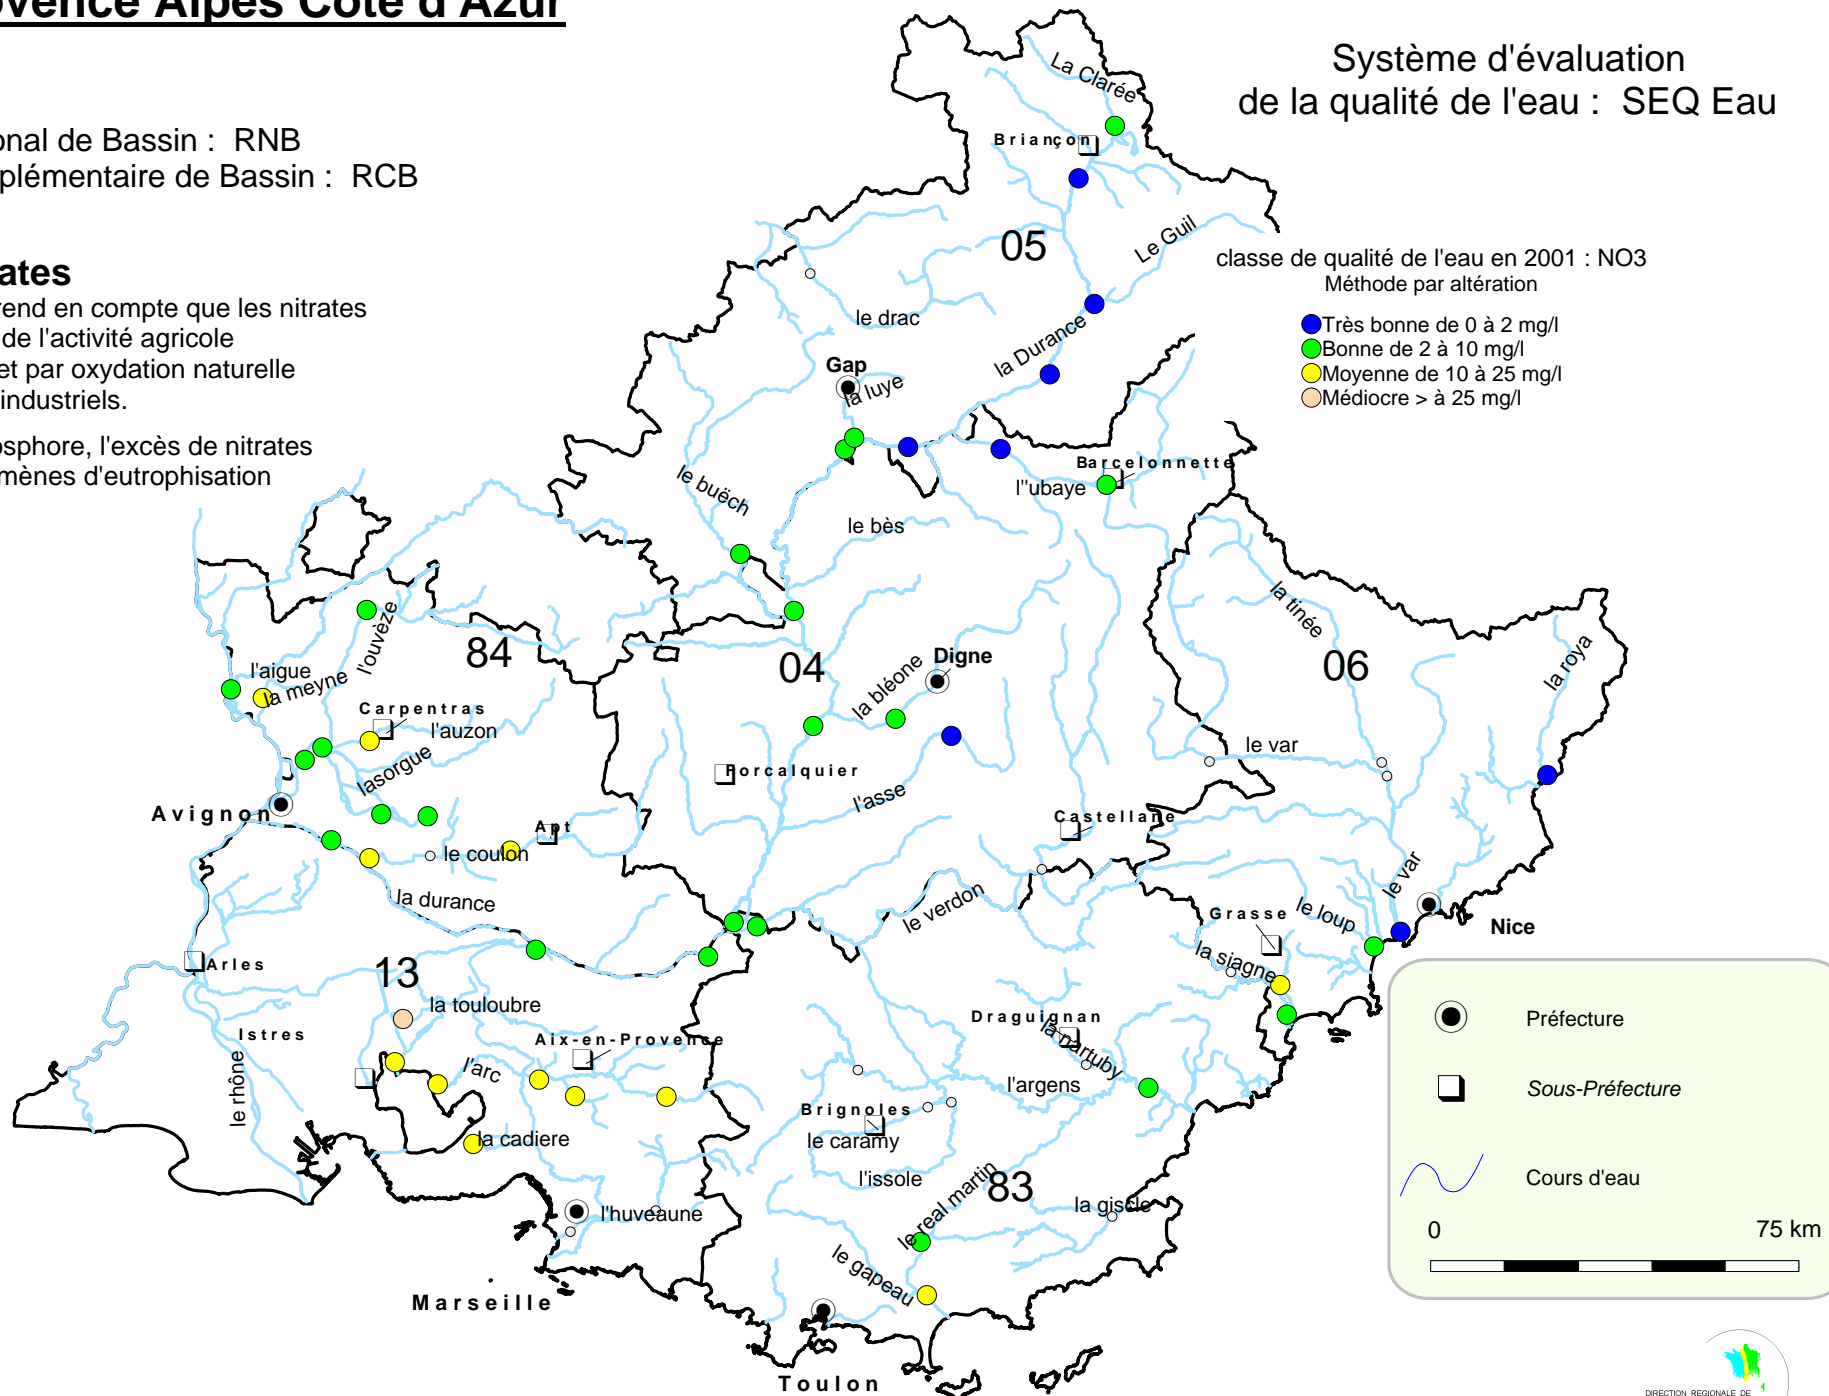 ovence Alpes Côte d'Azur
Système d'évaluation
de la qualité de l'eau : SEQ Eau
onal de Bassin : RNB
plémentaire de Bassin : RCB
ates
rend en compte que les nitrates
de l'activité agricole
et par oxydation naturelle
industriels.
osphore, l'excès de nitrates
mènes d'eutrophisation
classe de qualité de l'eau en 2001 : NO3
Méthode par altération
Très bonne de 0 à 2 mg/l
Bonne de 2 à 10 mg/l
Moyenne de 10 à 25 mg/l
Médiocre > à 25 mg/l
La Clarée
Briançon
05
Le Guil
le drac
la Durance
Gap
la luye
Barcelonnette
l''ubaye
le buëch
le bès
la tinée
l'ouvèze
84
04
Digne
06
la roya
l'aigue
la meyne
la bléone
Carpentras
l'auzon
lasorgue
Forcalquier
le var
Avignon
l'asse
Apt
Castellane
le coulon
la durance
le verdon
le var
Grasse
le loup
Nice
la siagne
Arles
13
la touloubre
Istres
Aix-en-Provence
Draguignan
la nartuby
l'arc
l'argens
le rhône
Brignoles
le caramy
la cadiere
l'issole
83
le real martin
la giscle
l'huveaune
le gapeau
Marseille
Toulon
Préfecture
Sous-Préfecture
Cours d'eau
0 75 km
DIRECTION REGIONALE DE